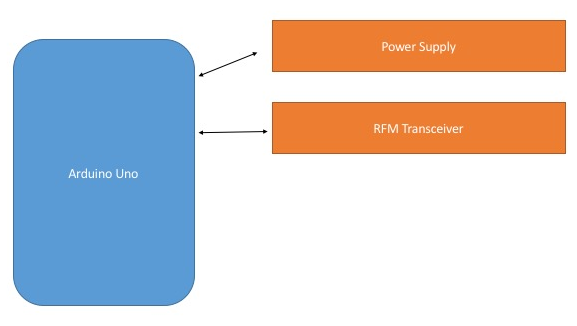 Power Supply
RFM Transceiver
Arduino Uno